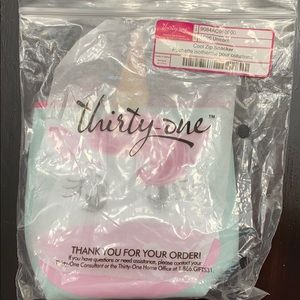 thirty-one
Cool Zip Snacker
THANK YOU FOR YOUR ORDER!
If you have questions or need assistance, please contact your
Thirty-One Consultant or the Thirty-One Home Office at 1-866-GIFTS31.